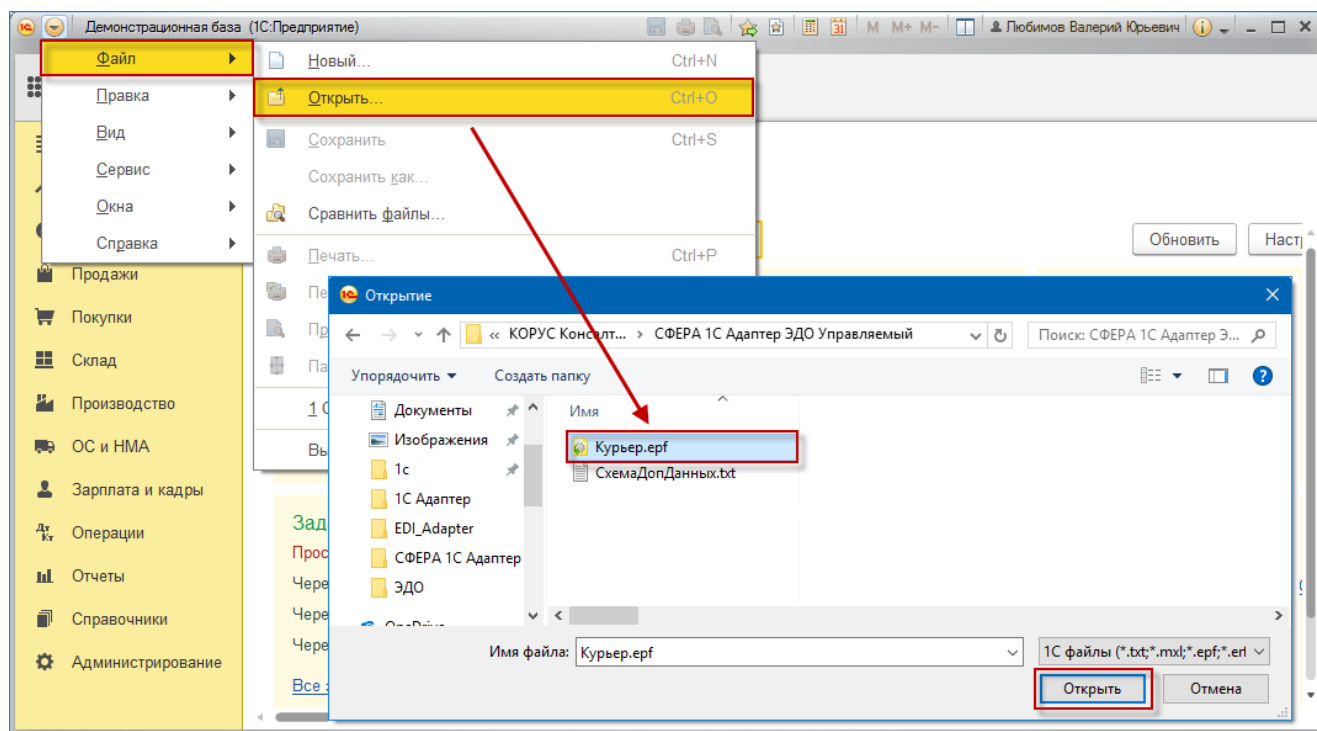 Демонстрационная база (1С:Предприятие)
M M+ M-
Любимов Валерий Юрьевич
Файл
Правка
Вид
Сервис
Окна
Справка
Новый... Ctrl+N
Открыть... Ctrl+O
Сохранить Ctrl+S
Сохранить как...
Сравнить файлы...
Печать... Ctrl+P
Обновить
Продажи
Покупки
Склад
Производство
ОС и НМА
Зарплата и кадры
Операции
Отчеты
Справочники
Администрирование
Открытие
« КОРУС Консалт... › СФЕРА 1С Адаптер ЭДО Управляемый
Поиск: СФЕРА 1С Адаптер Э...
Упорядочить Создать папку
Документы
Изображения
1с
1С Адаптер
EDI_Adapter
СФЕРА 1С Адаптер
ЭДО
Имя
Курьер.epf
СхемаДопДанных.txt
Имя файла: Курьер.epf
1С файлы (*.txt;*.mxl;*.epf;*.erf
Открыть Отмена